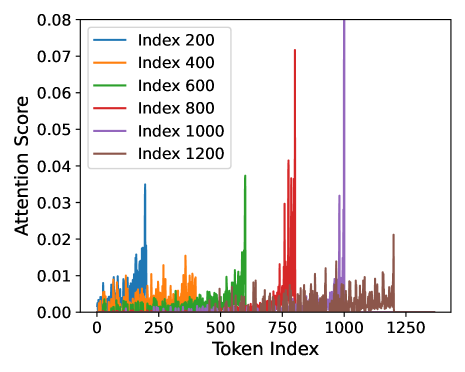 0.08
0.07
0.06
0.05
0.04
0.03
0.02
0.01
0.00
Attention Score
Index 200
Index 400
Index 600
Index 800
Index 1000
Index 1200
0 250 500 750 1000 1250
Token Index